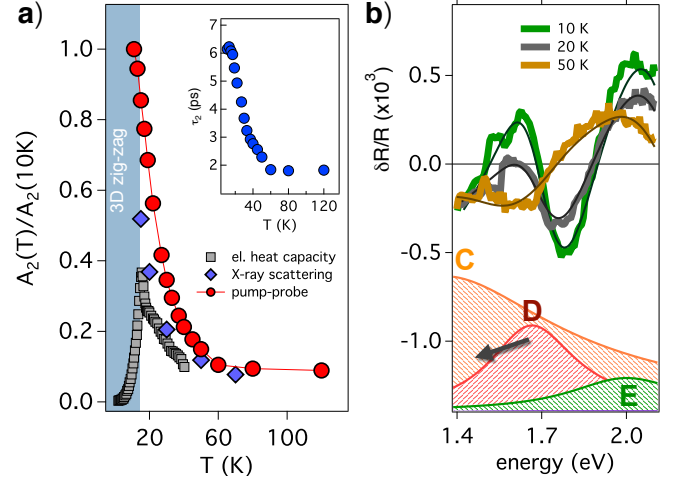 a)
A₂(T)/A₂(10K)
1.0
0.8
0.6
0.4
0.2
0.0
3D zig-zag
20
60
100
T (K)
el. heat capacity
X-ray scattering
pump-probe
τ₂ (ps)
7
6
5
4
3
2
20
40
80
120
T (K)
b)
10 K
20 K
50 K
δR/R (x10³)
0.5
0.0
-0.5
-1.0
C
D
E
1.4
1.7
2.0
energy (eV)